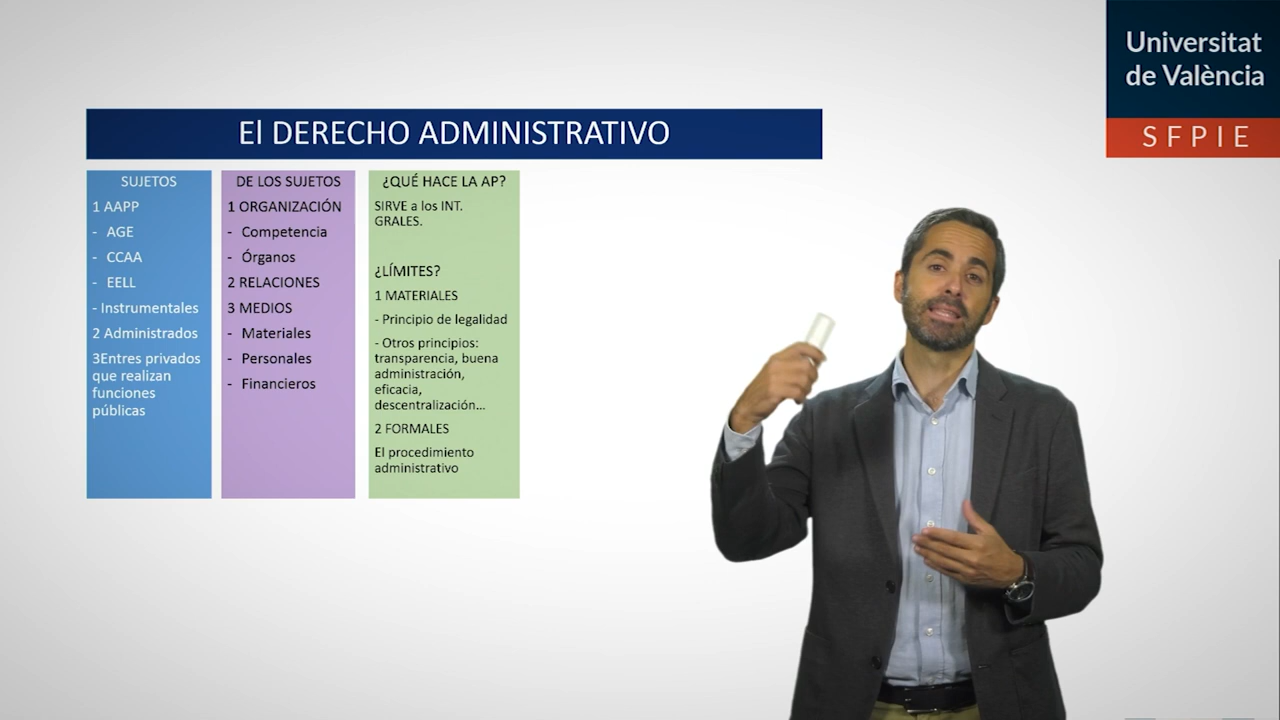 Universitat
de València
SFPIE
El DERECHO ADMINISTRATIVO
SUJETOS
1 AAPP
- AGE
- CCAA
- EELL
- Instrumentales
2 Administrados
3Entres privados
que realizan
funciones
públicas
DE LOS SUJETOS
1 ORGANIZACIÓN
- Competencia
- Órganos
2 RELACIONES
3 MEDIOS
- Materiales
- Personales
- Financieros
¿QUÉ HACE LA AP?
SIRVE a los INT.
GRALES.
¿LÍMITES?
1 MATERIALES
- Principio de legalidad
- Otros principios:
transparencia, buena
administración,
eficacia,
descentralización...
2 FORMALES
El procedimiento
administrativo